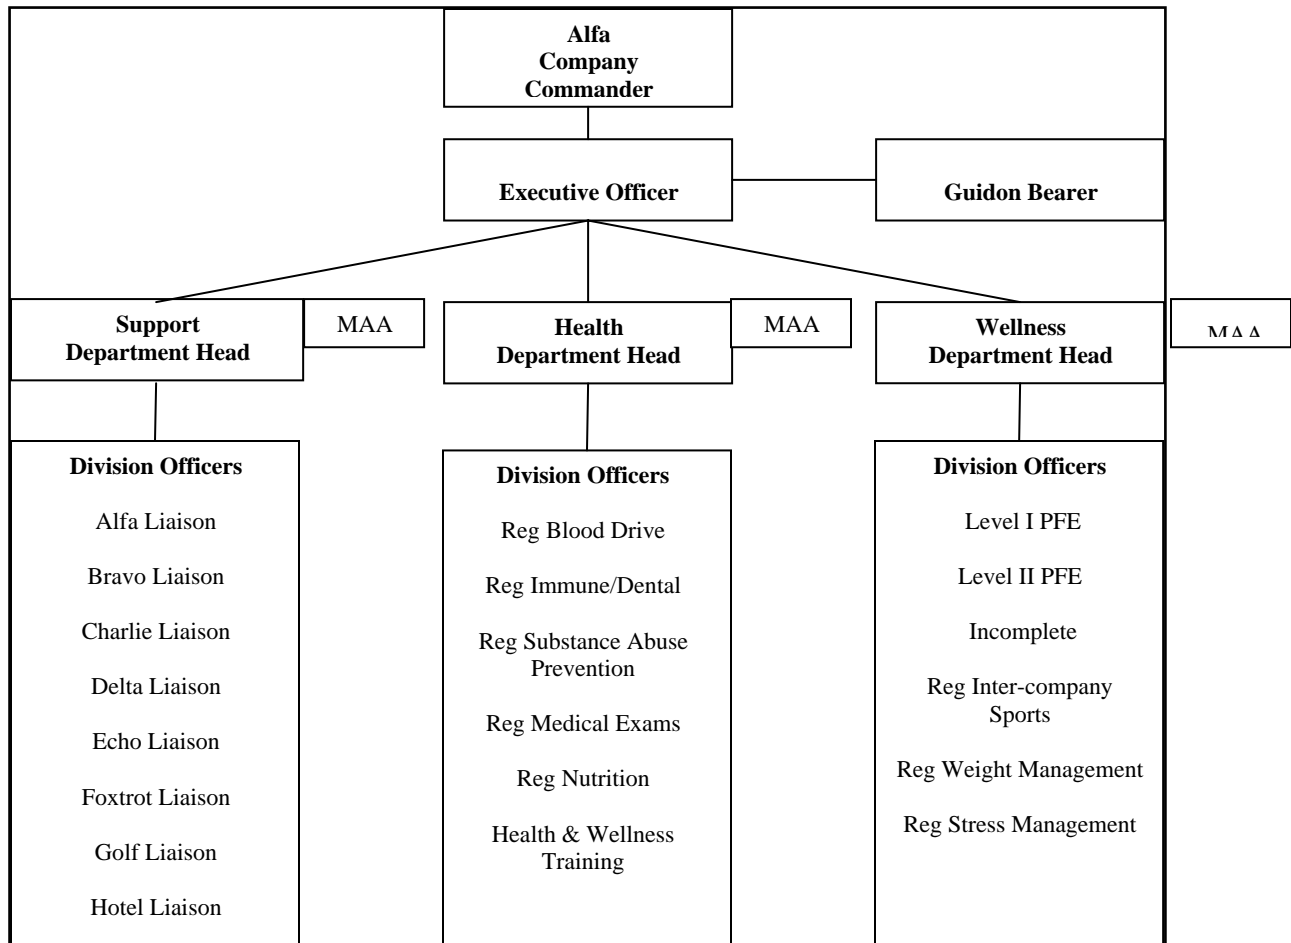 Alfa
Company
Commander
Executive Officer
Guidon Bearer
Support
Department Head
MAA
Health
Department Head
MAA
Wellness
Department Head
MAA
Division Officers
Alfa Liaison
Bravo Liaison
Charlie Liaison
Delta Liaison
Echo Liaison
Foxtrot Liaison
Golf Liaison
Hotel Liaison
Division Officers
Reg Blood Drive
Reg Immune/Dental
Reg Substance Abuse
Prevention
Reg Medical Exams
Reg Nutrition
Health & Wellness
Training
Division Officers
Level I PFE
Level II PFE
Incomplete
Reg Inter-company
Sports
Reg Weight Management
Reg Stress Management